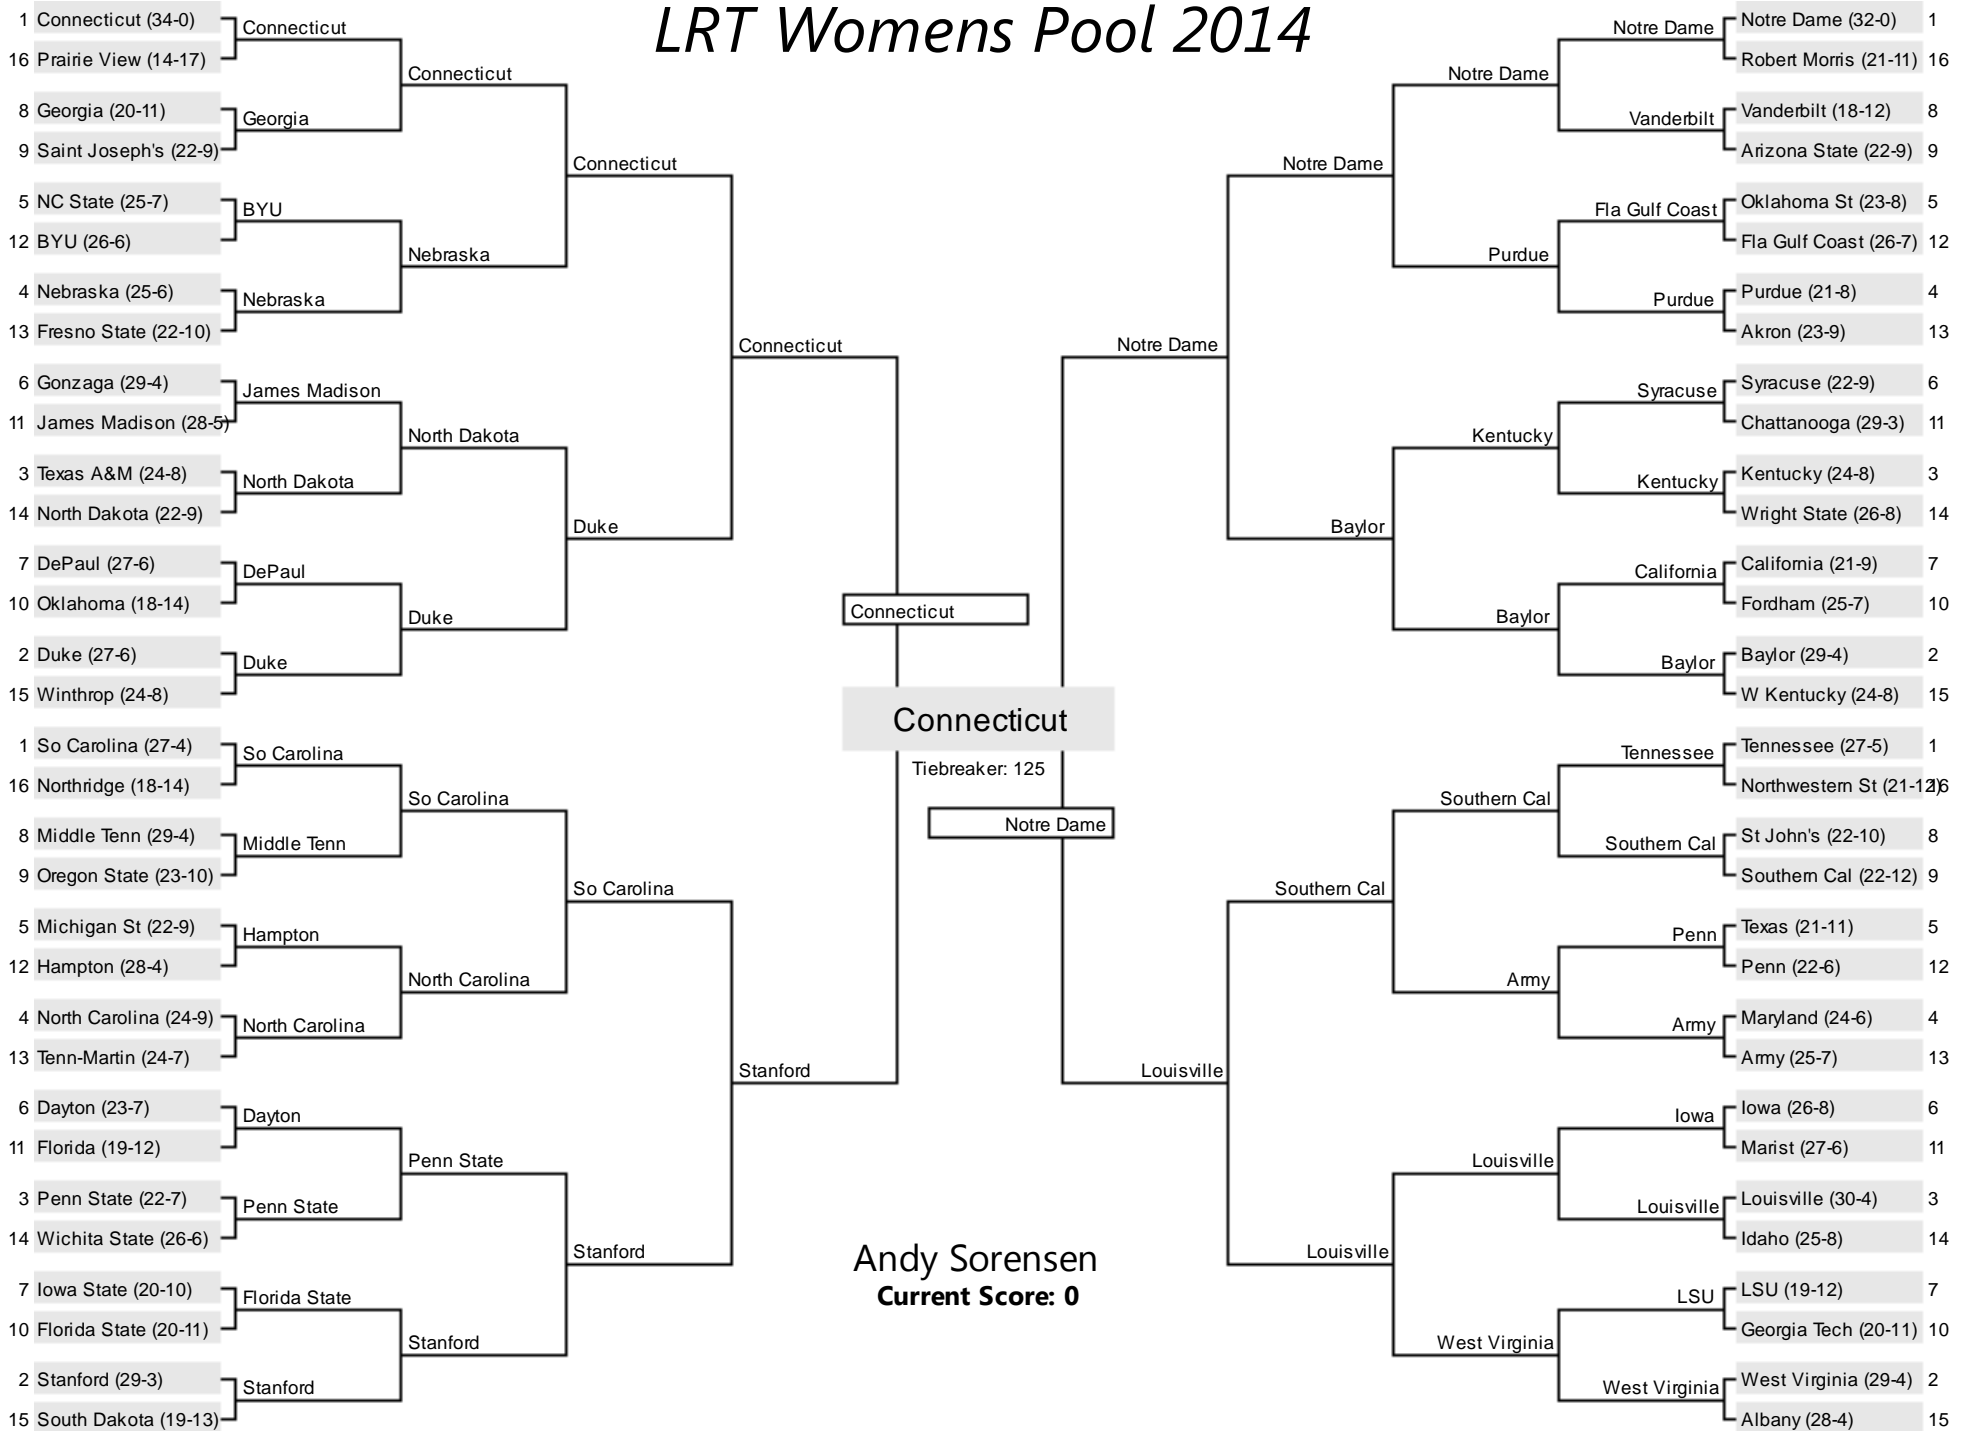 LRT Womens Pool 2014
1 Connecticut (34-0)
16 Prairie View (14-17)
8 Georgia (20-11)
9 Saint Joseph's (22-9)
5 NC State (25-7)
12 BYU (26-6)
4 Nebraska (25-6)
13 Fresno State (22-10)
6 Gonzaga (29-4)
11 James Madison (28-5)
3 Texas A&M (24-8)
14 North Dakota (22-9)
7 DePaul (27-6)
10 Oklahoma (18-14)
2 Duke (27-6)
15 Winthrop (24-8)
1 So Carolina (27-4)
16 Northridge (18-14)
8 Middle Tenn (29-4)
9 Oregon State (23-10)
5 Michigan St (22-9)
12 Hampton (28-4)
4 North Carolina (24-9)
13 Tenn-Martin (24-7)
6 Dayton (23-7)
11 Florida (19-12)
3 Penn State (22-7)
14 Wichita State (26-6)
7 Iowa State (20-10)
10 Florida State (20-11)
2 Stanford (29-3)
15 South Dakota (19-13)
Connecticut
Georgia
BYU
Nebraska
James Madison
North Dakota
DePaul
Duke
So Carolina
Middle Tenn
Hampton
North Carolina
Dayton
Penn State
Florida State
Stanford
Connecticut
Nebraska
North Dakota
Duke
So Carolina
North Carolina
Penn State
Stanford
Connecticut
Duke
So Carolina
Stanford
Connecticut
Stanford
Connecticut
Connecticut
Tiebreaker: 125
Notre Dame
Andy Sorensen
Current Score: 0
Notre Dame
Louisville
Notre Dame
Baylor
Southern Cal
Louisville
Notre Dame
Purdue
Kentucky
Baylor
Southern Cal
Army
Louisville
West Virginia
Notre Dame
Vanderbilt
Fla Gulf Coast
Purdue
Syracuse
Kentucky
California
Baylor
Tennessee
Southern Cal
Penn
Army
Iowa
Louisville
LSU
West Virginia
Notre Dame (32-0) 1
Robert Morris (21-11) 16
Vanderbilt (18-12) 8
Arizona State (22-9) 9
Oklahoma St (23-8) 5
Fla Gulf Coast (26-7) 12
Purdue (21-8) 4
Akron (23-9) 13
Syracuse (22-9) 6
Chattanooga (29-3) 11
Kentucky (24-8) 3
Wright State (26-8) 14
California (21-9) 7
Fordham (25-7) 10
Baylor (29-4) 2
W Kentucky (24-8) 15
Tennessee (27-5) 1
Northwestern St (21-12) 16
St John's (22-10) 8
Southern Cal (22-12) 9
Texas (21-11) 5
Penn (22-6) 12
Maryland (24-6) 4
Army (25-7) 13
Iowa (26-8) 6
Marist (27-6) 11
Louisville (30-4) 3
Idaho (25-8) 14
LSU (19-12) 7
Georgia Tech (20-11) 10
West Virginia (29-4) 2
Albany (28-4) 15